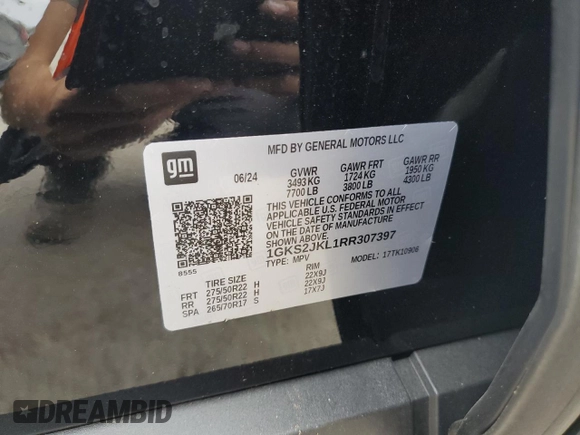 MFD BY GENERAL MOTORS LLC
gm
06/24 GVWR GAWR FRT GAWR RR
3493 KG 1724 KG 1950 KG
7700 LB 3800 LB 4300 LB
THIS VEHICLE CONFORMS TO ALL
APPLICABLE U.S. FEDERAL MOTOR
VEHICLE SAFETY STANDARDS IN EFFECT
ON THE DATE OF MANUFACTURE
SHOWN ABOVE.
1GKS2JKL1RR307397
TYPE: MPV MODEL: 17TK10906
8555
TIRE SIZE RIM
FRT 275/50R22 H 22X9J
RR 275/50R22 H 22X9J
SPA 265/70R17 S 17X7J
DREAMBID